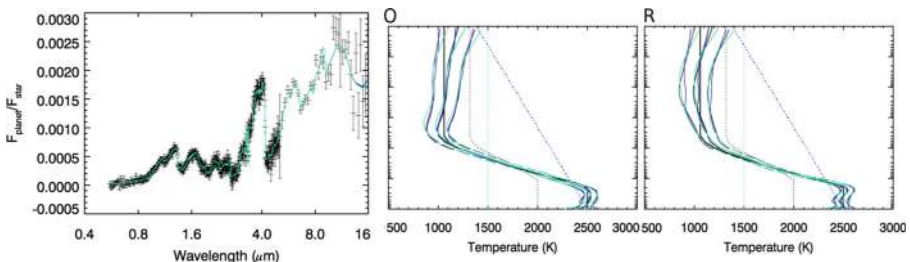 0.0030
0.0025
0.0020
0.0015
0.0010
0.0005
0.0000
-0.0005
F_planet/F_star
0.4 0.8 1.6 4.0 8.0 16
Wavelength (μm)
O
500 1000 1500 2000 2500 3000
Temperature (K)
R
500 1000 1500 2000 2500 3000
Temperature (K)